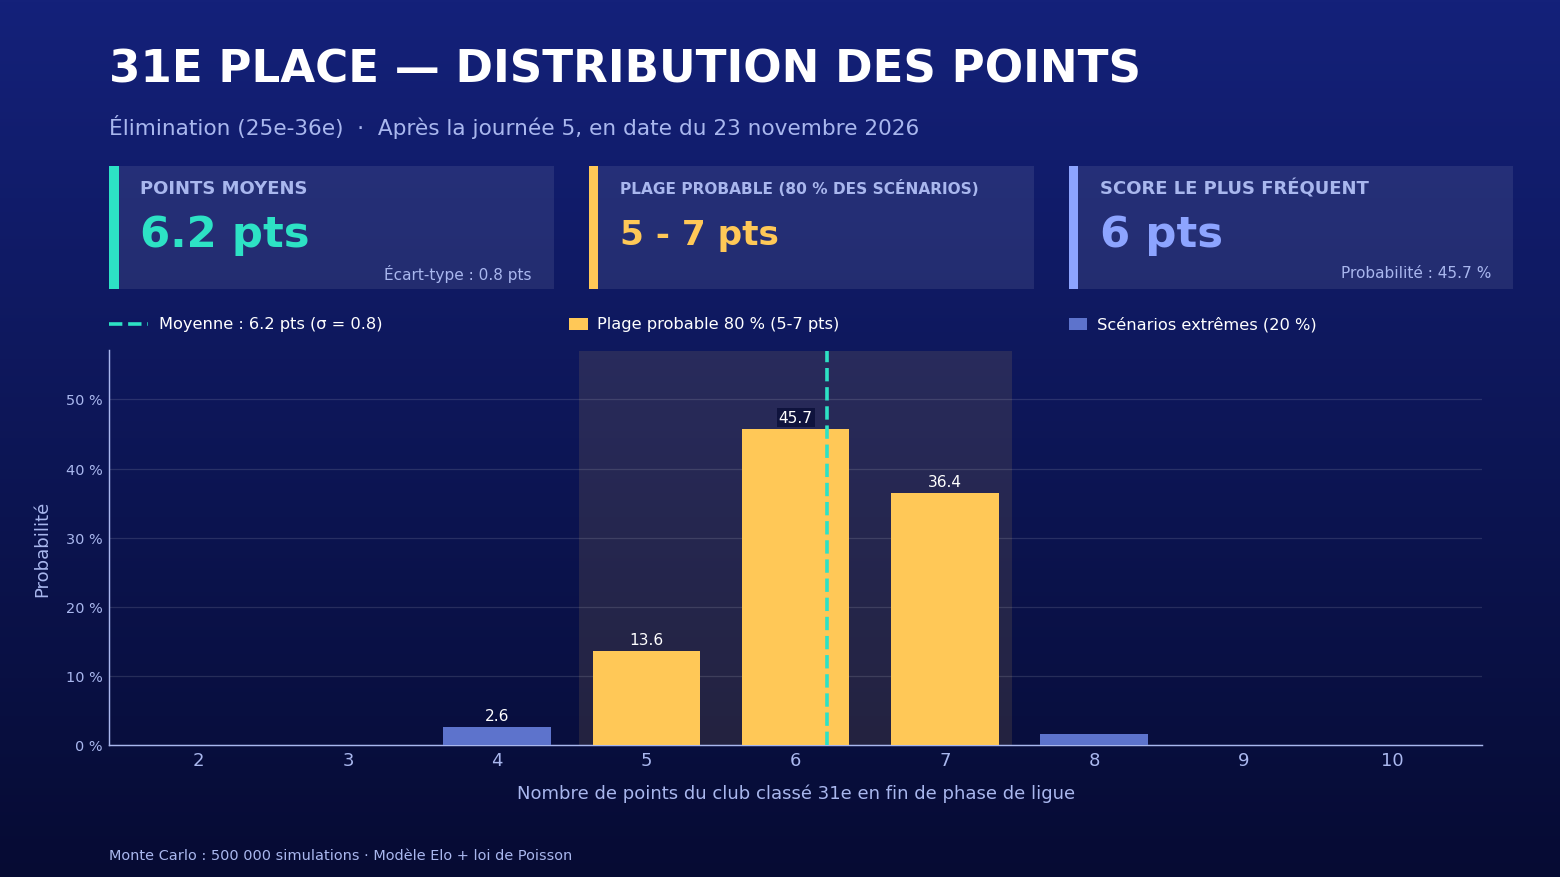 31E PLACE — DISTRIBUTION DES POINTS
Élimination (25e-36e)  ·  Après la journée 5, en date du 23 novembre 2026
POINTS MOYENS
6.2 pts
Écart-type : 0.8 pts
PLAGE PROBABLE (80 % DES SCÉNARIOS)
5 - 7 pts
SCORE LE PLUS FRÉQUENT
6 pts
Probabilité : 45.7 %
Moyenne : 6.2 pts (σ = 0.8)
Plage probable 80 % (5-7 pts)
Scénarios extrêmes (20 %)
Probabilité
50 %
40 %
30 %
20 %
10 %
0 %
2.6
13.6
45.7
36.4
2 3 4 5 6 7 8 9 10
Nombre de points du club classé 31e en fin de phase de ligue
Monte Carlo : 500 000 simulations · Modèle Elo + loi de Poisson